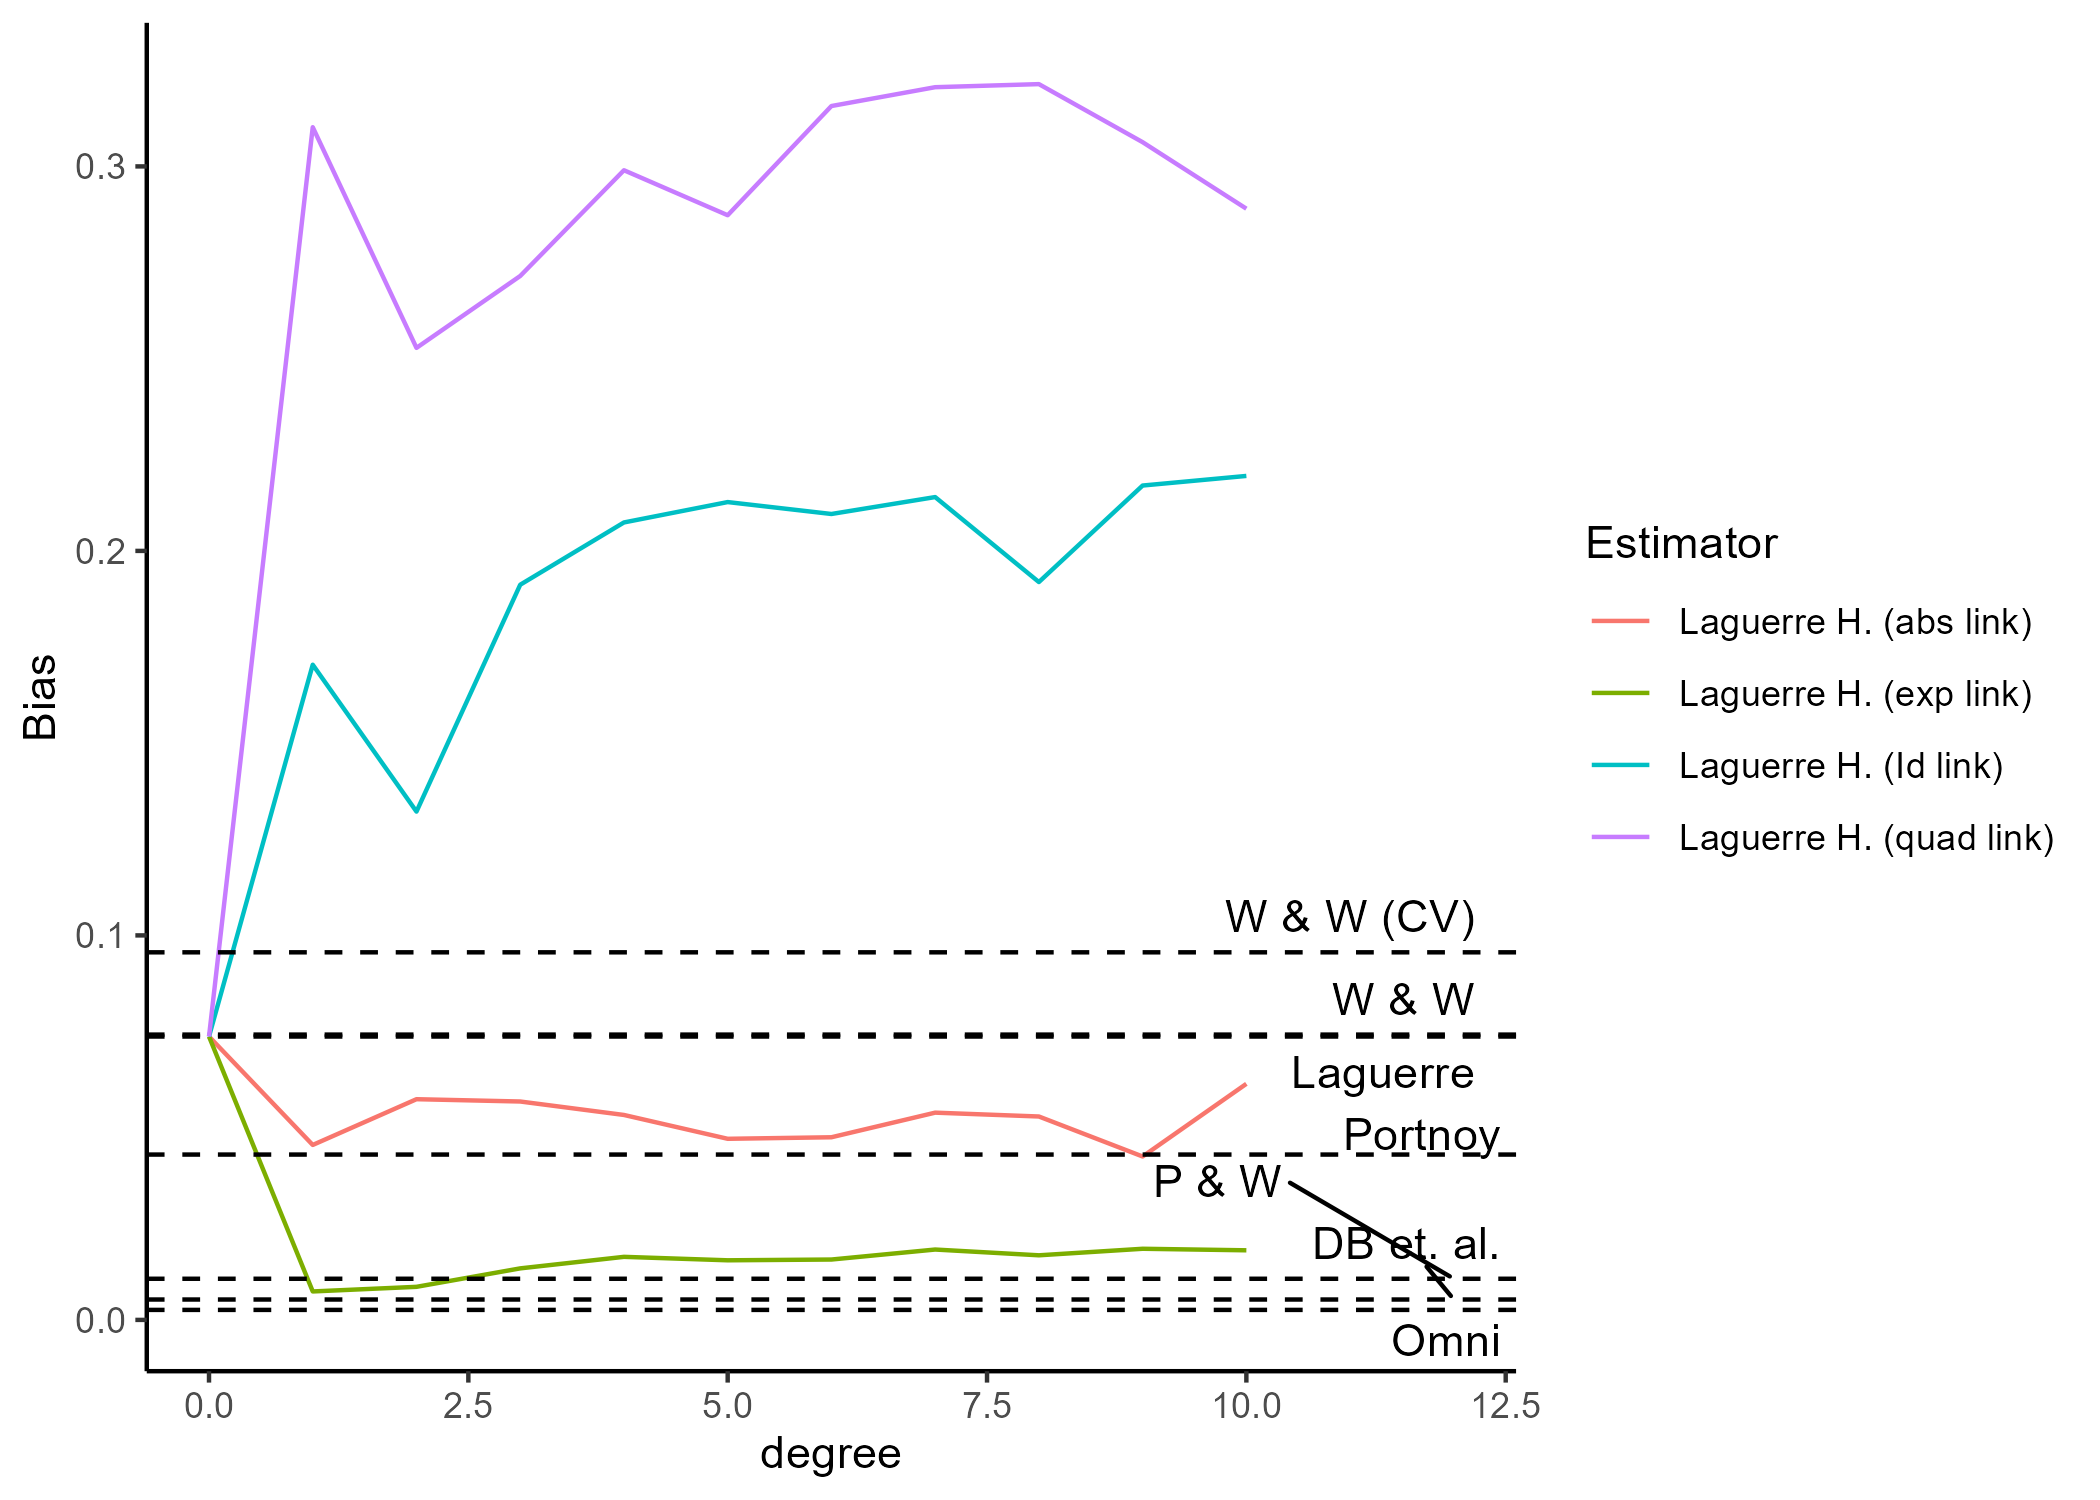 0.3
0.2
0.1
0.0
Bias
0.0
2.5
5.0
7.5
10.0
12.5
degree
W & W (CV)
W & W
Laguerre
Portnoy
P & W
DB et. al.
Omni
Estimator
Laguerre H. (abs link)
Laguerre H. (exp link)
Laguerre H. (Id link)
Laguerre H. (quad link)